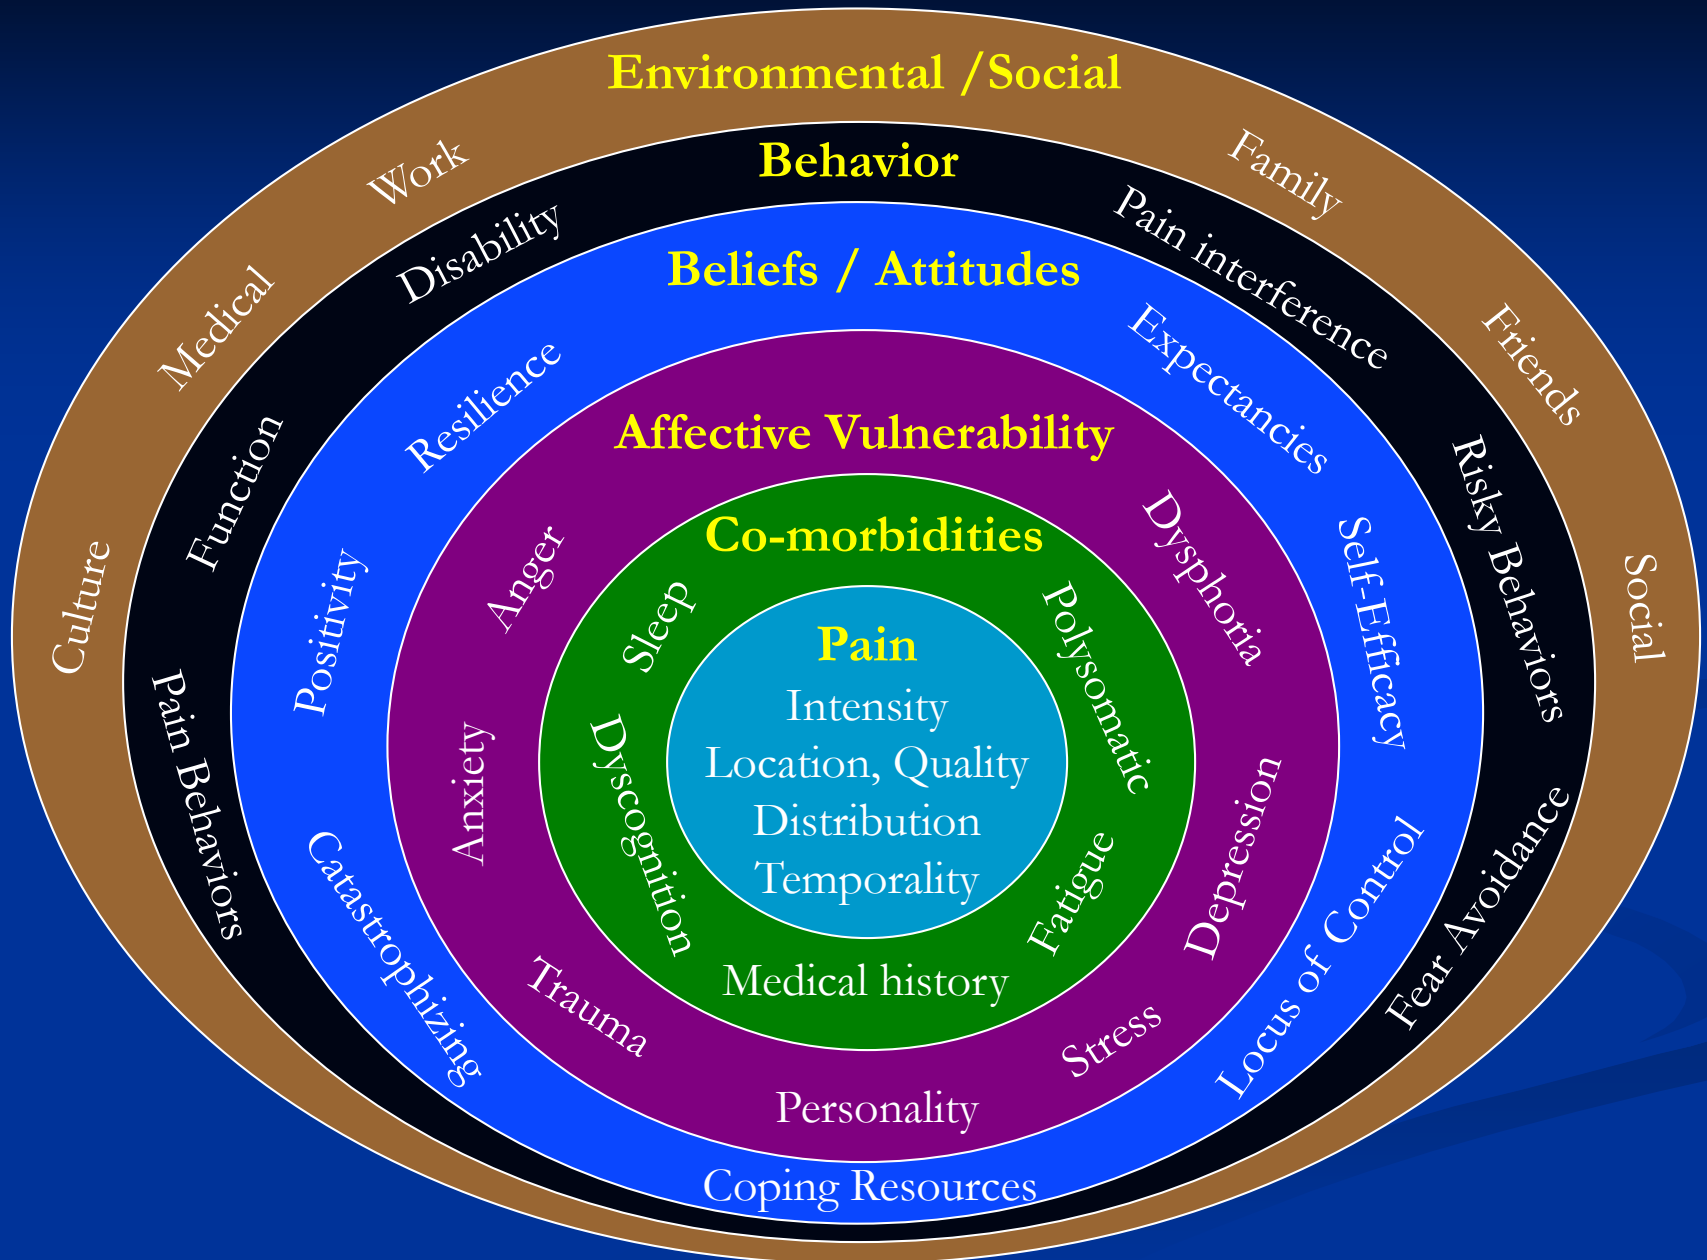 Environmental /Social
Work
Family
Medical
Friends
Culture
Social
Behavior
Disability
Pain interference
Function
Risky Behaviors
Pain Behaviors
Fear Avoidance
Beliefs / Attitudes
Resilience
Expectancies
Positivity
Self-Efficacy
Catastrophizing
Locus of Control
Coping Resources
Affective Vulnerability
Anger
Dysphoria
Anxiety
Depression
Trauma
Stress
Personality
Co-morbidities
Sleep
Polysomatic
Dyscognition
Fatigue
Medical history
Pain
Intensity
Location, Quality
Distribution
Temporality